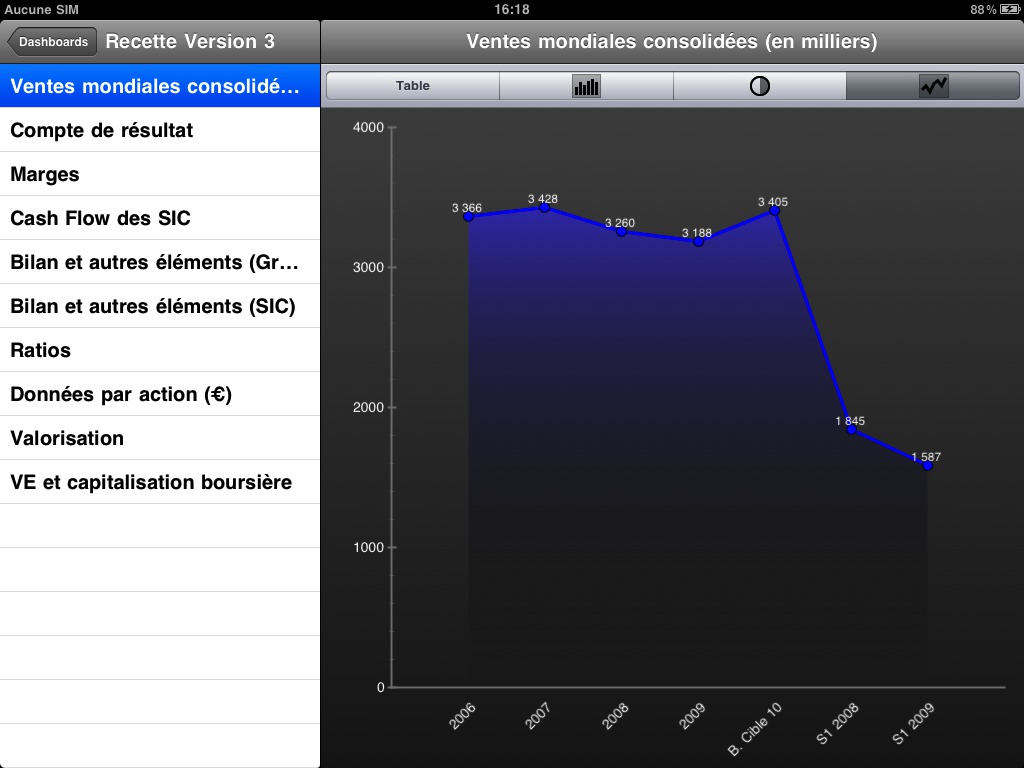 Aucune SIM
16:18
88 %
Dashboards
Recette Version 3
Ventes mondiales consolidées (en milliers)
Ventes mondiales consolidé...
Compte de résultat
Marges
Cash Flow des SIC
Bilan et autres éléments (Gr...
Bilan et autres éléments (SIC)
Ratios
Données par action (€)
Valorisation
VE et capitalisation boursière
Table
4000
3000
2000
1000
0
3 366
3 428
3 260
3 188
3 405
1 845
1 587
2006
2007
2008
2009
B. Cible 10
S1 2008
S1 2009